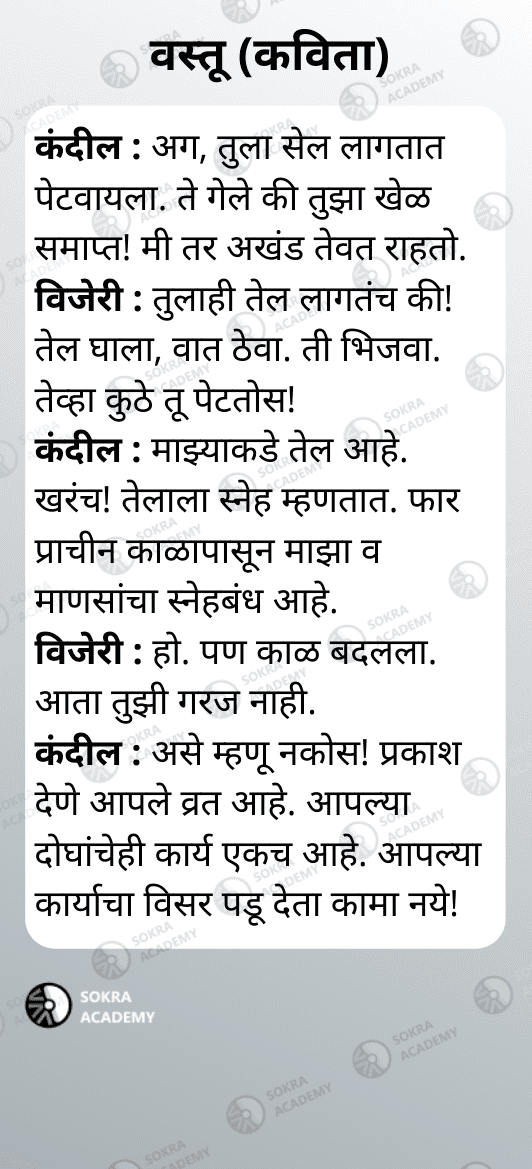 वस्तू (कविता)
कंदील : अग, तुला सेल लागतात
पेटवायला. ते गेले की तुझा खेळ
समाप्त! मी तर अखंड तेवत राहतो.
विजेरी : तुलाही तेल लागतंच की!
तेल घाला, वात ठेवा. ती भिजवा.
तेव्हा कुठे तू पेटतोस!
कंदील : माझ्याकडे तेल आहे.
खरंच! तेलाला स्नेह म्हणतात. फार
प्राचीन काळापासून माझा व
माणसांचा स्नेहबंध आहे.
विजेरी : हो. पण काळ बदलला.
आता तुझी गरज नाही.
कंदील : असे म्हणू नकोस! प्रकाश
देणे आपले व्रत आहे. आपल्या
दोघांचेही कार्य एकच आहे. आपल्या
कार्याचा विसर पडू देता कामा नये!
SOKRA
ACADEMY